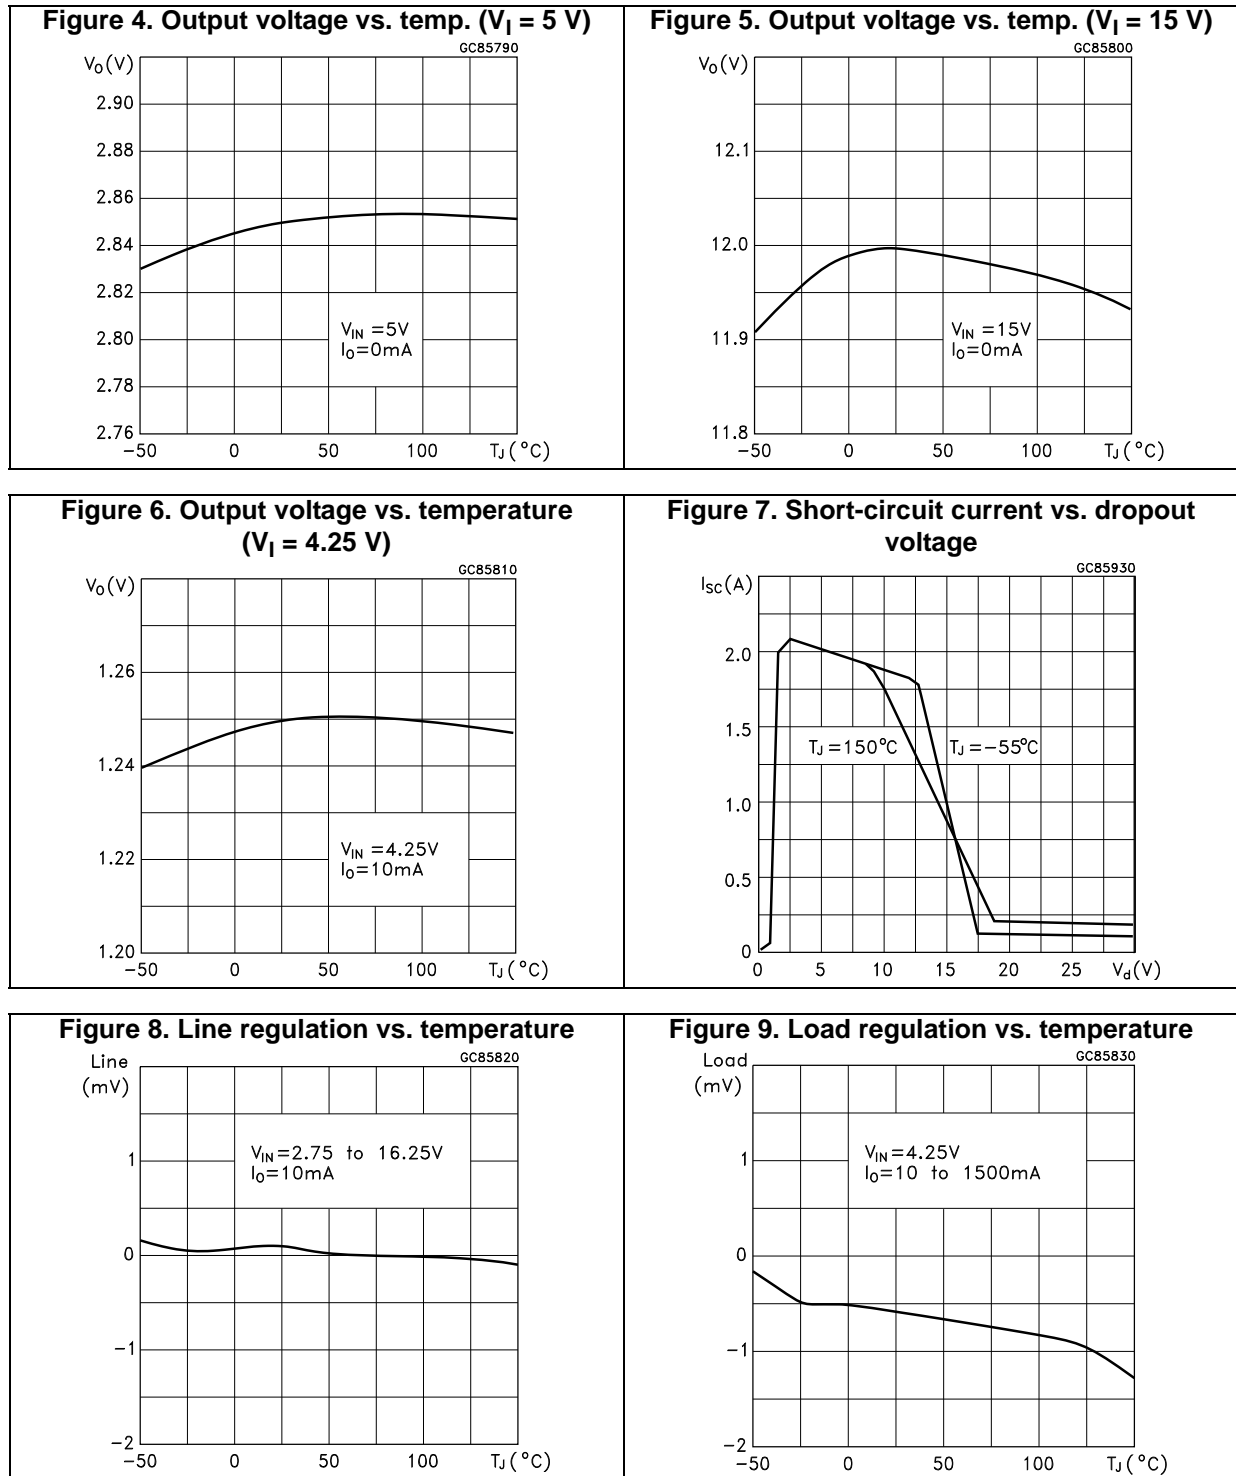 Figure 4. Output voltage vs. temp. (VI = 5 V)
GC85790
VO(V)
2.90
2.88
2.86
2.84
2.82
2.80
2.78
2.76
VIN =5V
IO=0mA
-50 0 50 100 TJ(°C)
Figure 5. Output voltage vs. temp. (VI = 15 V)
GC85800
VO(V)
12.1
12.0
11.9
11.8
VIN =15V
IO=0mA
-50 0 50 100 TJ(°C)
Figure 6. Output voltage vs. temperature
(VI = 4.25 V)
GC85810
VO(V)
1.26
1.24
1.22
1.20
VIN =4.25V
IO=10mA
-50 0 50 100 TJ(°C)
Figure 7. Short-circuit current vs. dropout
voltage
GC85930
ISC(A)
2.0
1.5
1.0
0.5
0
TJ=150°C TJ=-55°C
0 5 10 15 20 25 Vd(V)
Figure 8. Line regulation vs. temperature
GC85820
Line
(mV)
1
0
-1
-2
VIN=2.75 to 16.25V
IO=10mA
-50 0 50 100 TJ(°C)
Figure 9. Load regulation vs. temperature
GC85830
Load
(mV)
1
0
-1
-2
VIN=4.25V
IO=10 to 1500mA
-50 0 50 100 TJ(°C)